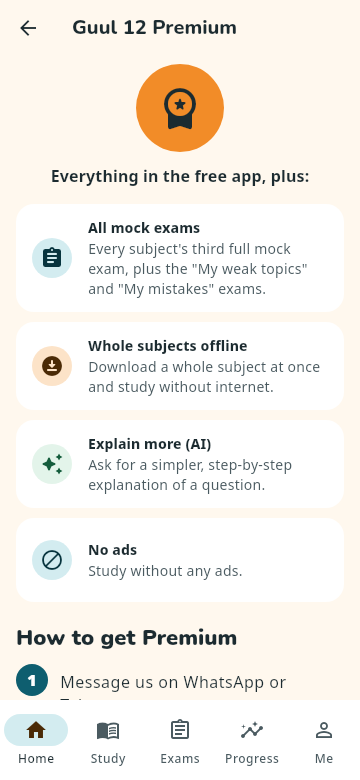 Guul 12 Premium
Everything in the free app, plus:
All mock exams
Every subject's third full mock
exam, plus the "My weak topics"
and "My mistakes" exams.
Whole subjects offline
Download a whole subject at once
and study without internet.
Explain more (AI)
Ask for a simpler, step-by-step
explanation of a question.
No ads
Study without any ads.
How to get Premium
1
Message us on WhatsApp or
Home
Study
Exams
Progress
Me